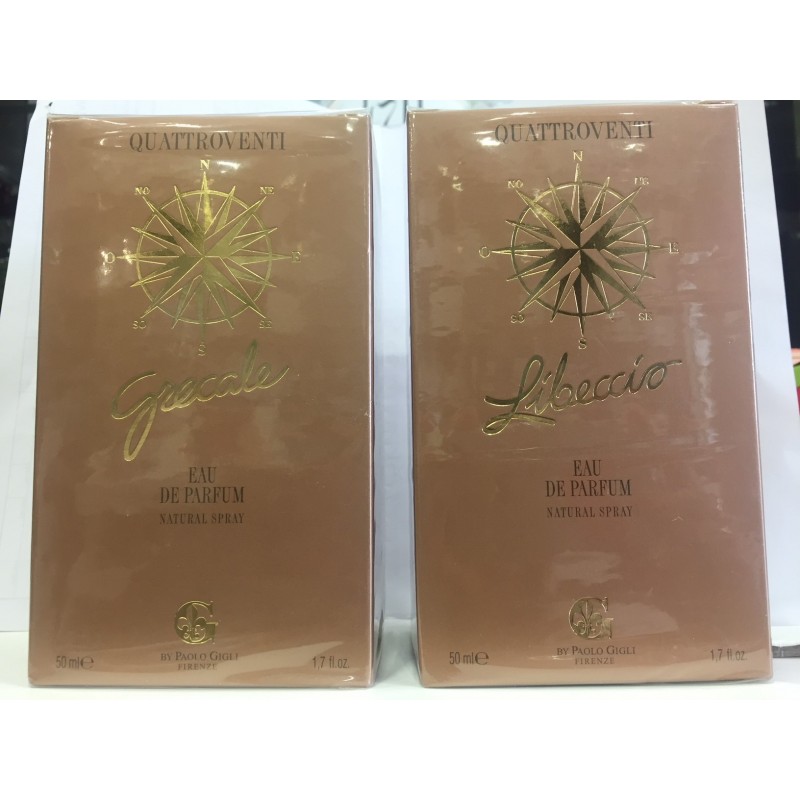 QUATTROVENTI
N
NO
NE
O
E
SO
SE
S
Grecale
EAU
DE PARFUM
NATURAL SPRAY
G
BY PAOLO GIGLI
FIRENZE
50 ml e
1,7 fl.oz.
QUATTROVENTI
N
NO
NE
O
E
SO
SE
S
Libeccio
EAU
DE PARFUM
NATURAL SPRAY
G
BY PAOLO GIGLI
FIRENZE
50 ml e
1,7 fl.oz.